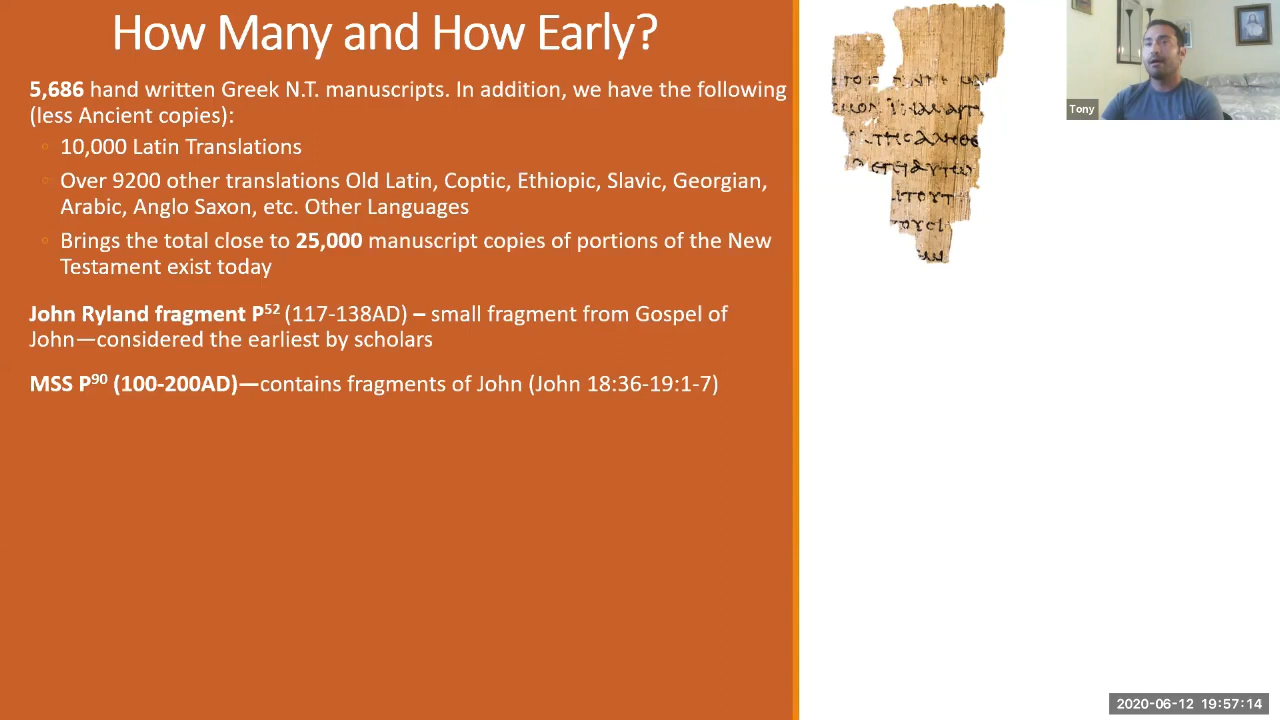 How Many and How Early?
5,686 hand written Greek N.T. manuscripts. In addition, we have the following
(less Ancient copies):
◦ 10,000 Latin Translations
◦ Over 9200 other translations Old Latin, Coptic, Ethiopic, Slavic, Georgian,
Arabic, Anglo Saxon, etc. Other Languages
◦ Brings the total close to 25,000 manuscript copies of portions of the New
Testament exist today
John Ryland fragment P52 (117-138AD) – small fragment from Gospel of
John—considered the earliest by scholars
MSS P90 (100-200AD)—contains fragments of John (John 18:36-19:1-7)
Tony
2020-06-12 19:57:14